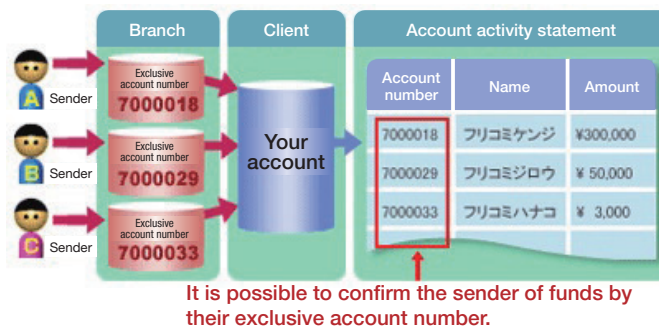 Branch
Client
Account activity statement
A
Sender
Exclusive
account number
7000018
B
Sender
Exclusive
account number
7000029
C
Sender
Exclusive
account number
7000033
Your
account
Account
number
Name
Amount
7000018 フリコミケンジ ¥300,000
7000029 フリコミジロウ ¥ 50,000
7000033 フリコミハナコ ¥ 3,000
It is possible to confirm the sender of funds by
their exclusive account number.